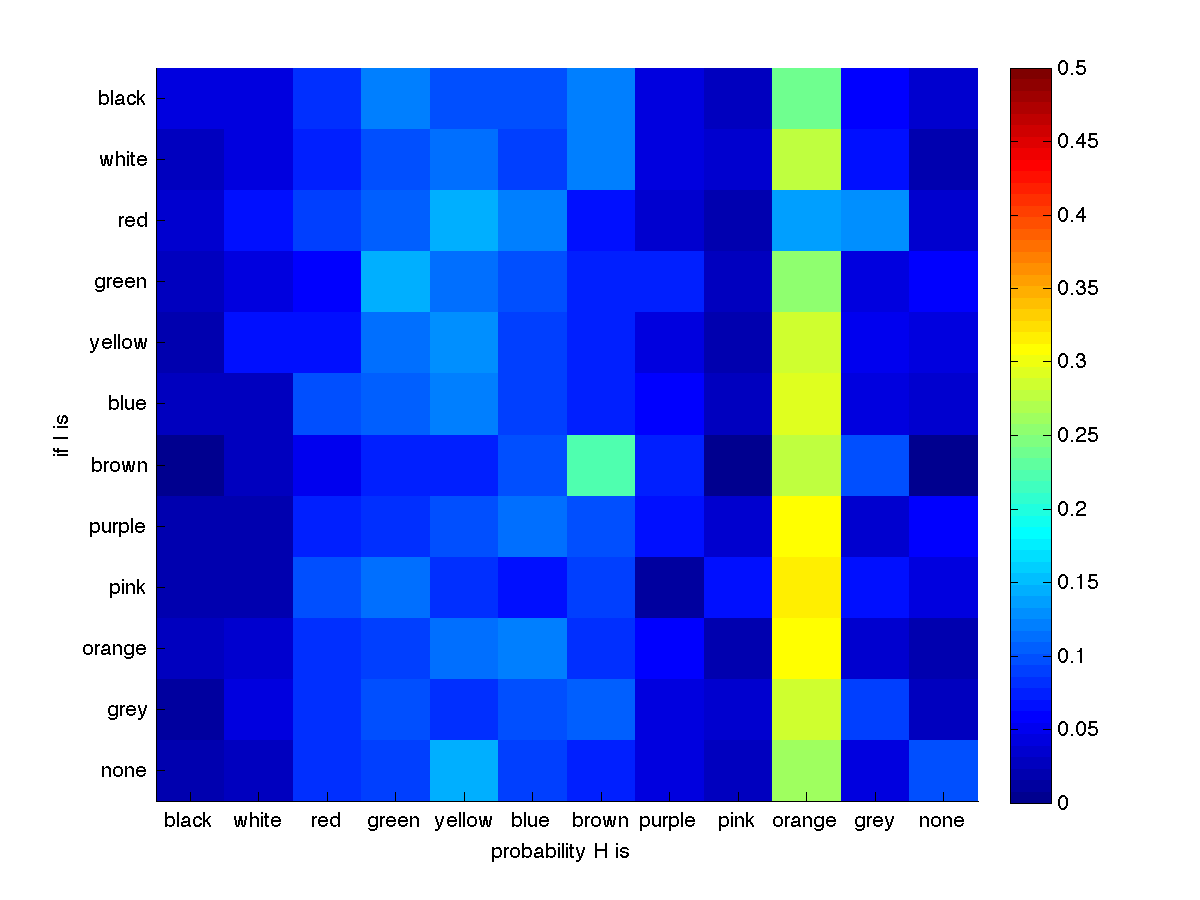 black
white
red
green
yellow
blue
brown
purple
pink
orange
grey
none
if I is
black white red green yellow blue brown purple pink orange grey none
probability H is
0.5
0.45
0.4
0.35
0.3
0.25
0.2
0.15
0.1
0.05
0